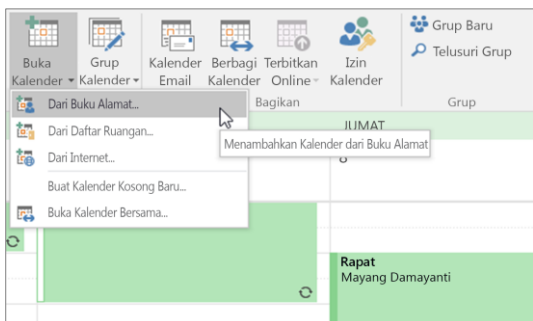 Buka Kalender
Grup Kalender
Kalender Email
Berbagi Kalender
Terbitkan Online
Izin Kalender
Grup Baru
Telusuri Grup
Bagikan
Grup
Dari Buku Alamat...
Dari Daftar Ruangan...
Dari Internet...
Buat Kalender Kosong Baru...
Buka Kalender Bersama...
Menambahkan Kalender dari Buku Alamat
JUMAT
Rapat
Mayang Damayanti